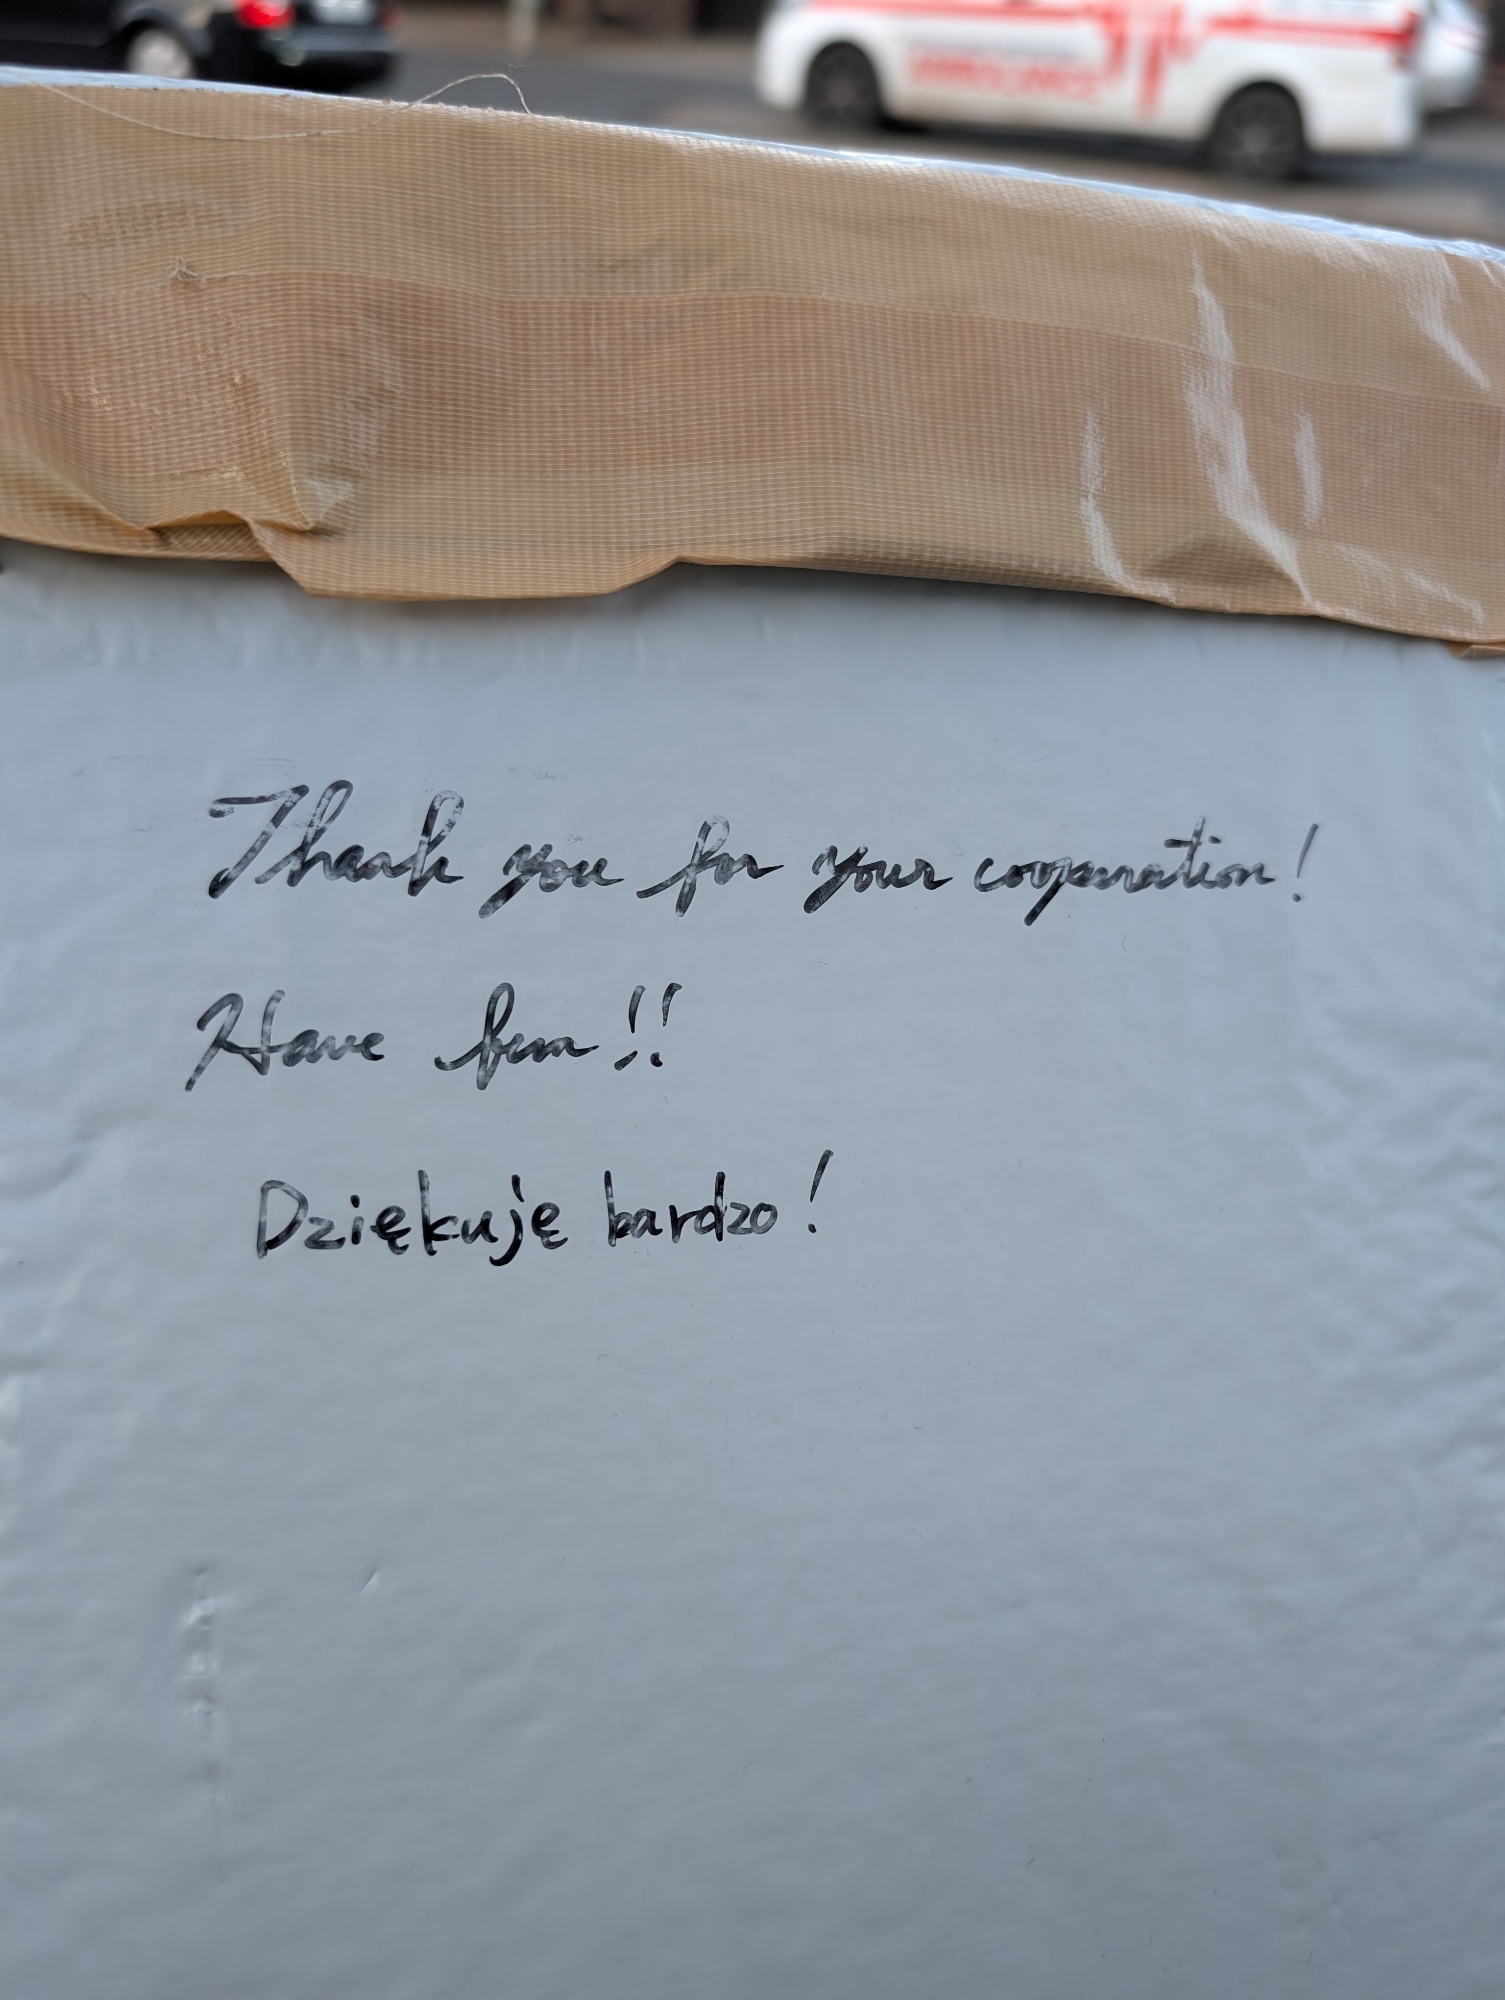 Thank you for your cooperation!
Have fun!!
Dziękuję bardzo!